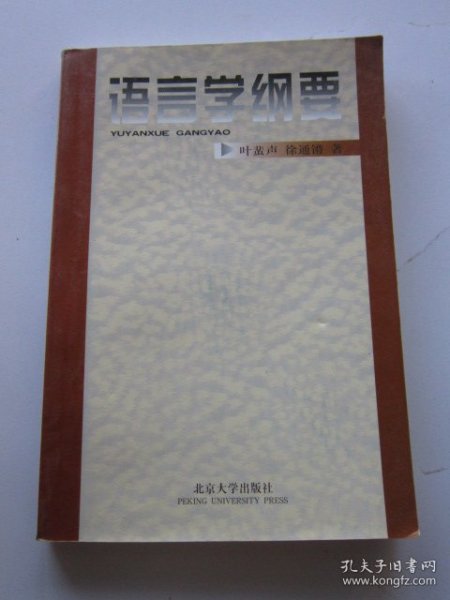 语言学纲要
YUYANXUE GANGYAO
叶蜚声 徐通锵 著
北京大学出版社
PEKING UNIVERSITY PRESS
孔夫子旧书网
www.kongfz.com